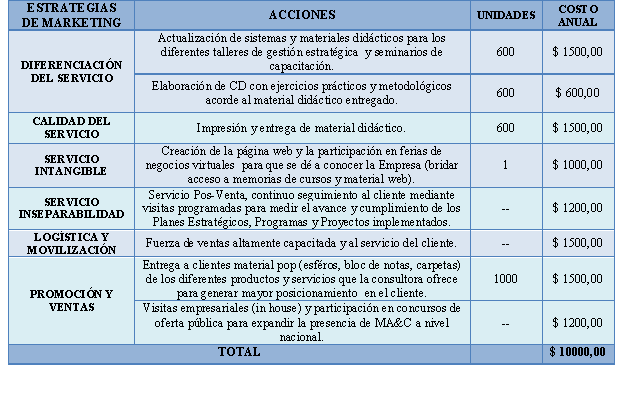 ESTRATEGIAS
DE MARKETING
ACCIONES
UNIDADES
COSTO
ANUAL
DIFERENCIACIÓN
DEL SERVICIO
Actualización de sistemas y materiales didácticos para los
diferentes talleres de gestión estratégica y seminarios de
capacitación.
600
$ 1500,00
Elaboración de CD con ejercicios prácticos y metodológicos
acorde al material didáctico entregado.
600
$ 600,00
CALIDAD DEL
SERVICIO
Impresión y entrega de material didáctico.
600
$ 1500,00
SERVICIO
INTANGIBLE
Creación de la página web y la participación en ferias de
negocios virtuales para que se dé a conocer la Empresa (bridar
acceso a memorias de cursos y material web).
1
$ 1000,00
SERVICIO
INSEPARABILIDAD
Servicio Pos-Venta, continuo seguimiento al cliente mediante
visitas programadas para medir el avance y cumplimiento de los
Planes Estratégicos, Programas y Proyectos implementados.
--
$ 1200,00
LOGÍSTICA Y
MOVILIZACIÓN
Fuerza de ventas altamente capacitada y al servicio del cliente.
--
$ 1500,00
PROMOCIÓN Y
VENTAS
Entrega a clientes material pop (esféros, bloc de notas, carpetas)
de los diferentes productos y servicios que la consultora ofrece
para generar mayor posicionamiento en el cliente.
1000
$ 1500,00
Visitas empresariales (in house) y participación en concursos de
oferta pública para expandir la presencia de MA&C a nivel
nacional.
--
$ 1200,00
TOTAL
$ 10000,00